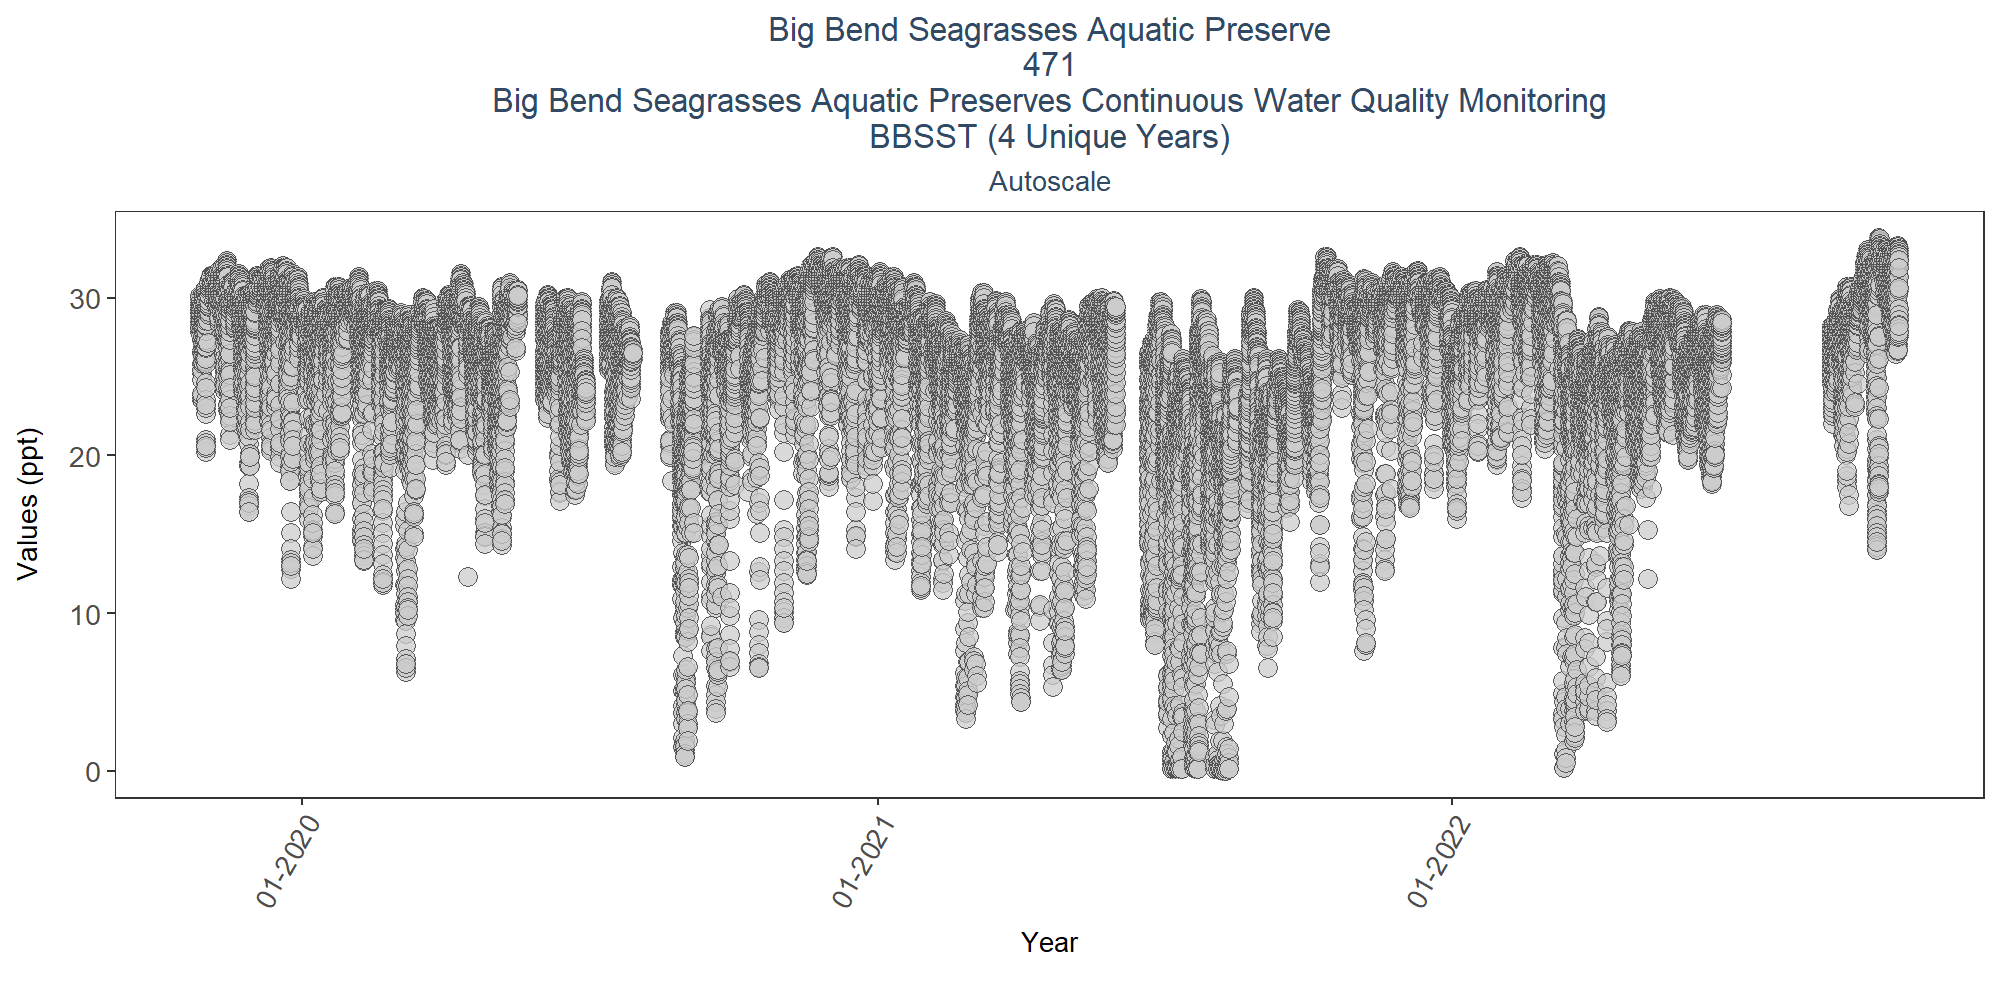 Big Bend Seagrasses Aquatic Preserve
471
Big Bend Seagrasses Aquatic Preserves Continuous Water Quality Monitoring
BBSST (4 Unique Years)
Autoscale
Values (ppt)
30
20
10
0
01-2020
01-2021
01-2022
Year